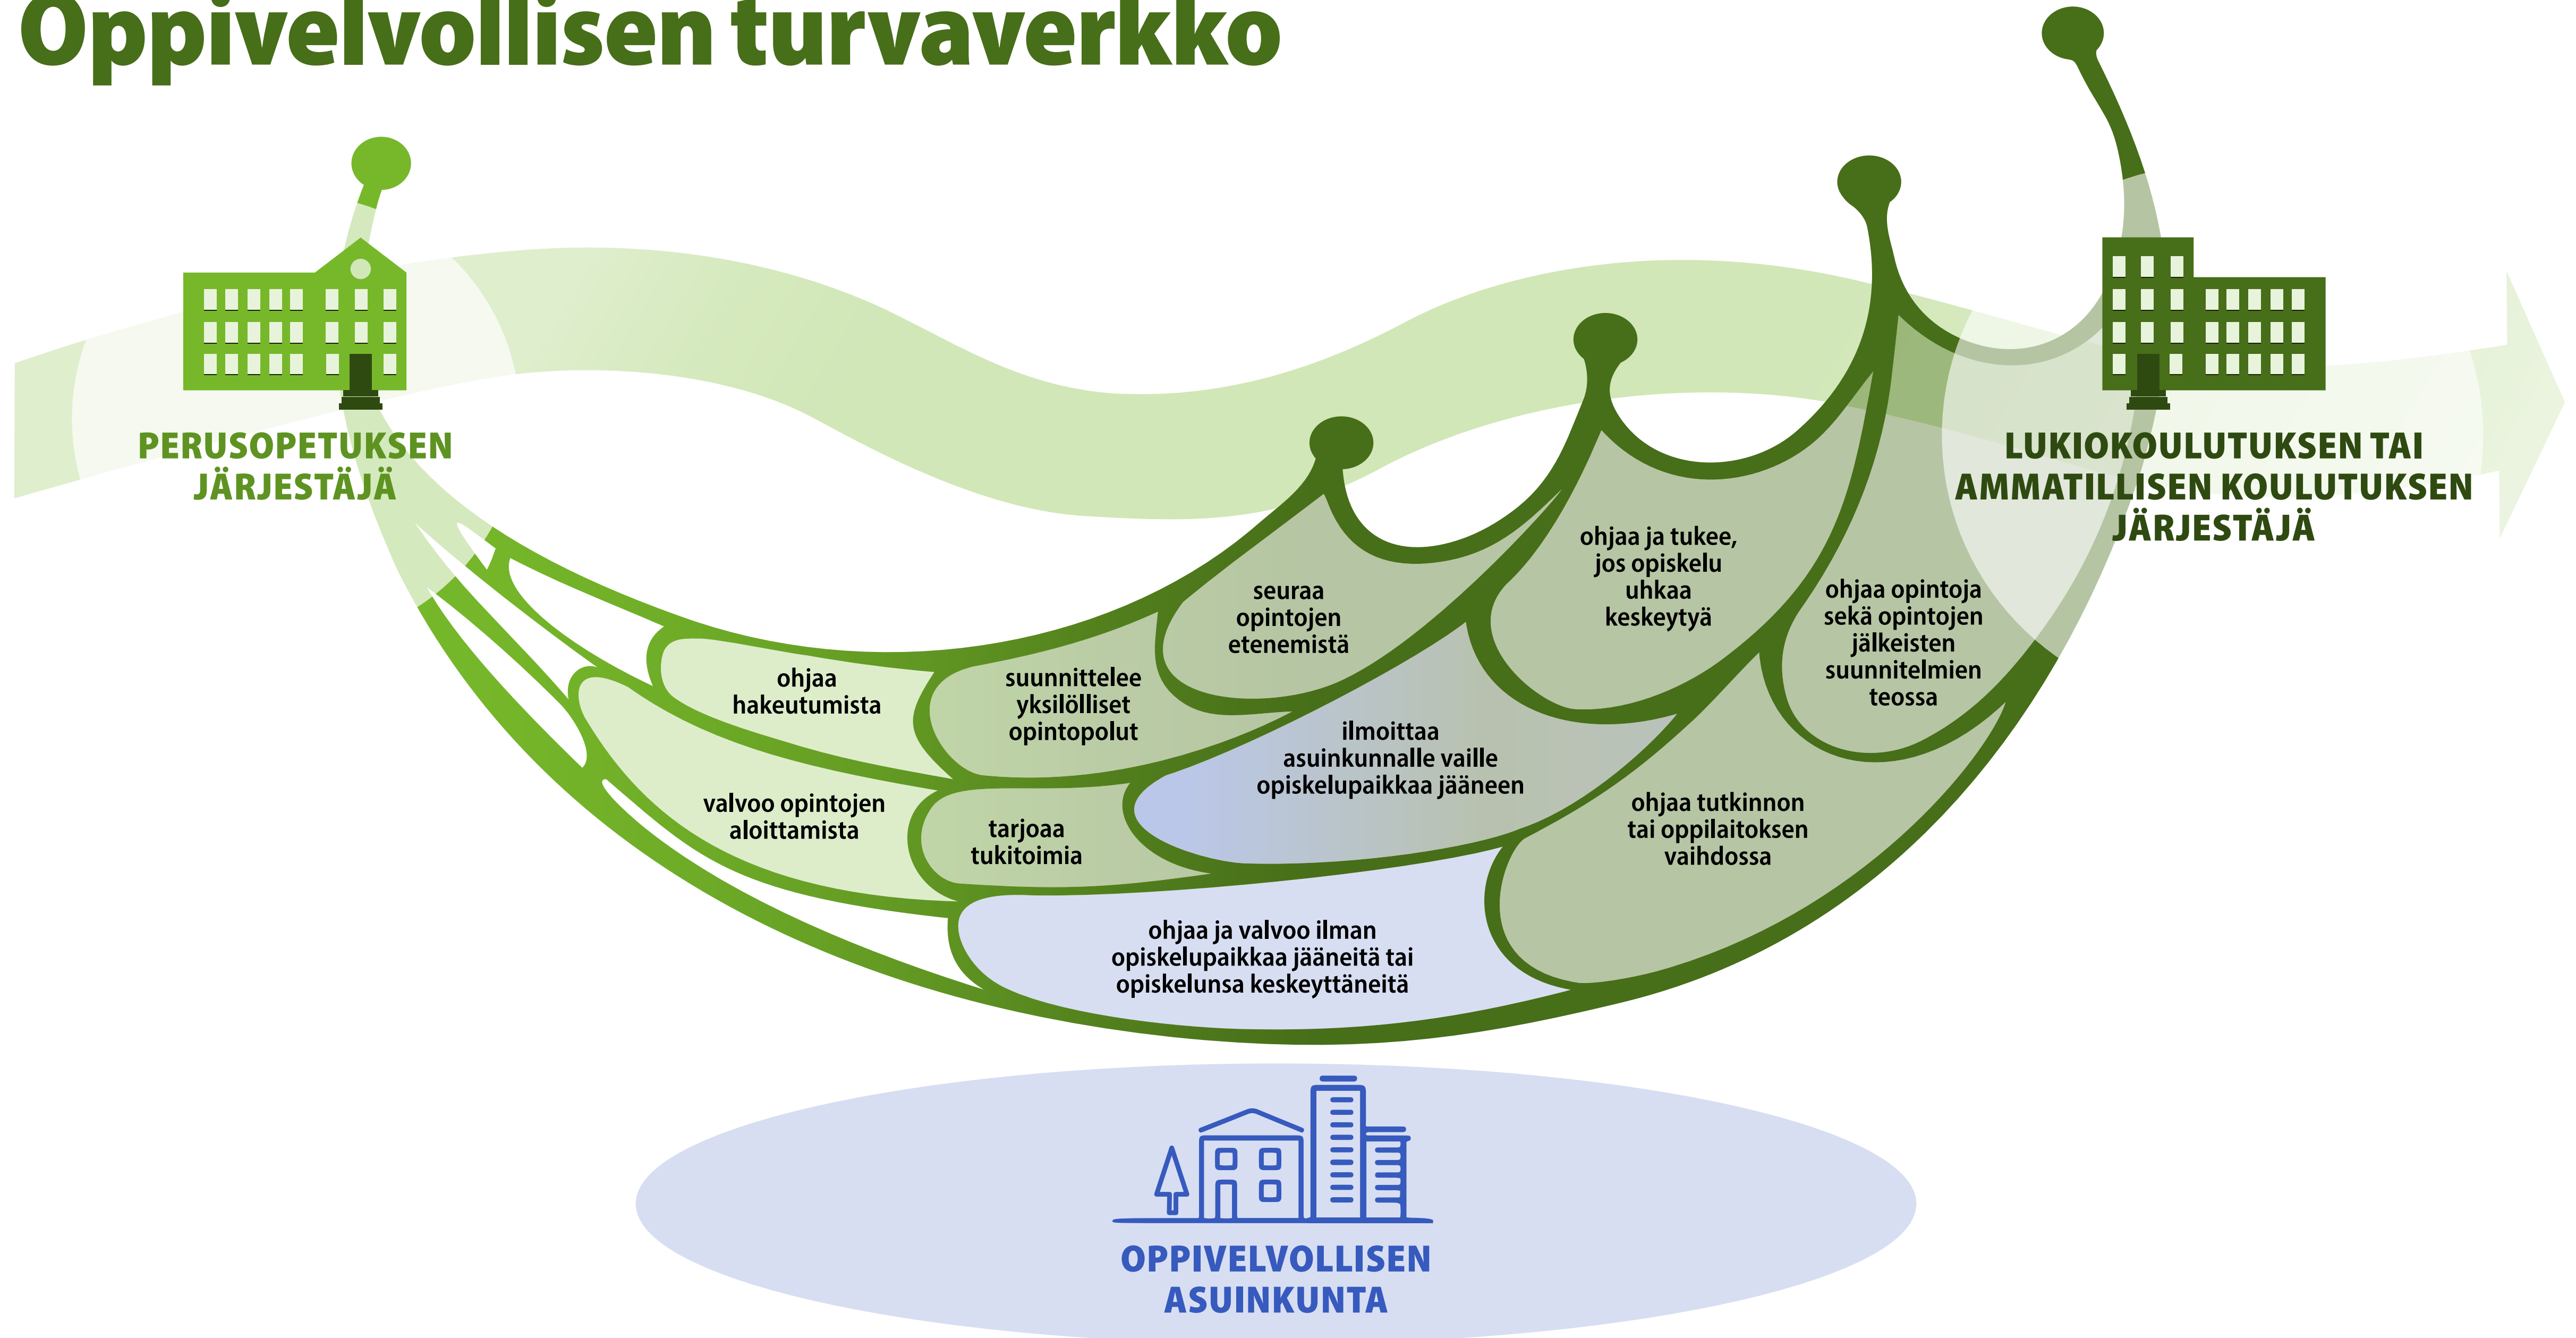 Oppivelvollisen turvaverkko
PERUSOPETUKSEN
JÄRJESTÄJÄ
LUKIOKOULUTUKSEN TAI
AMMATILLISEN KOULUTUKSEN
JÄRJESTÄJÄ
ohjaa
hakeutumista
valvoo opintojen
aloittamista
suunnittelee
yksilölliset
opintopolut
tarjoaa
tukitoimia
seuraa
opintojen
etenemistä
ilmoittaa
asuinkunnalle vaille
opiskelupaikkaa jääneen
ohjaa ja tukee,
jos opiskelu
uhkaa
keskeytyä
ohjaa opintoja
sekä opintojen
jälkeisten
suunnitelmien
teossa
ohjaa tutkinnon
tai oppilaitoksen
vaihdossa
ohjaa ja valvoo ilman
opiskelupaikkaa jääneitä tai
opiskelunsa keskeyttäneitä
OPPIVELVOLLISEN
ASUINKUNTA